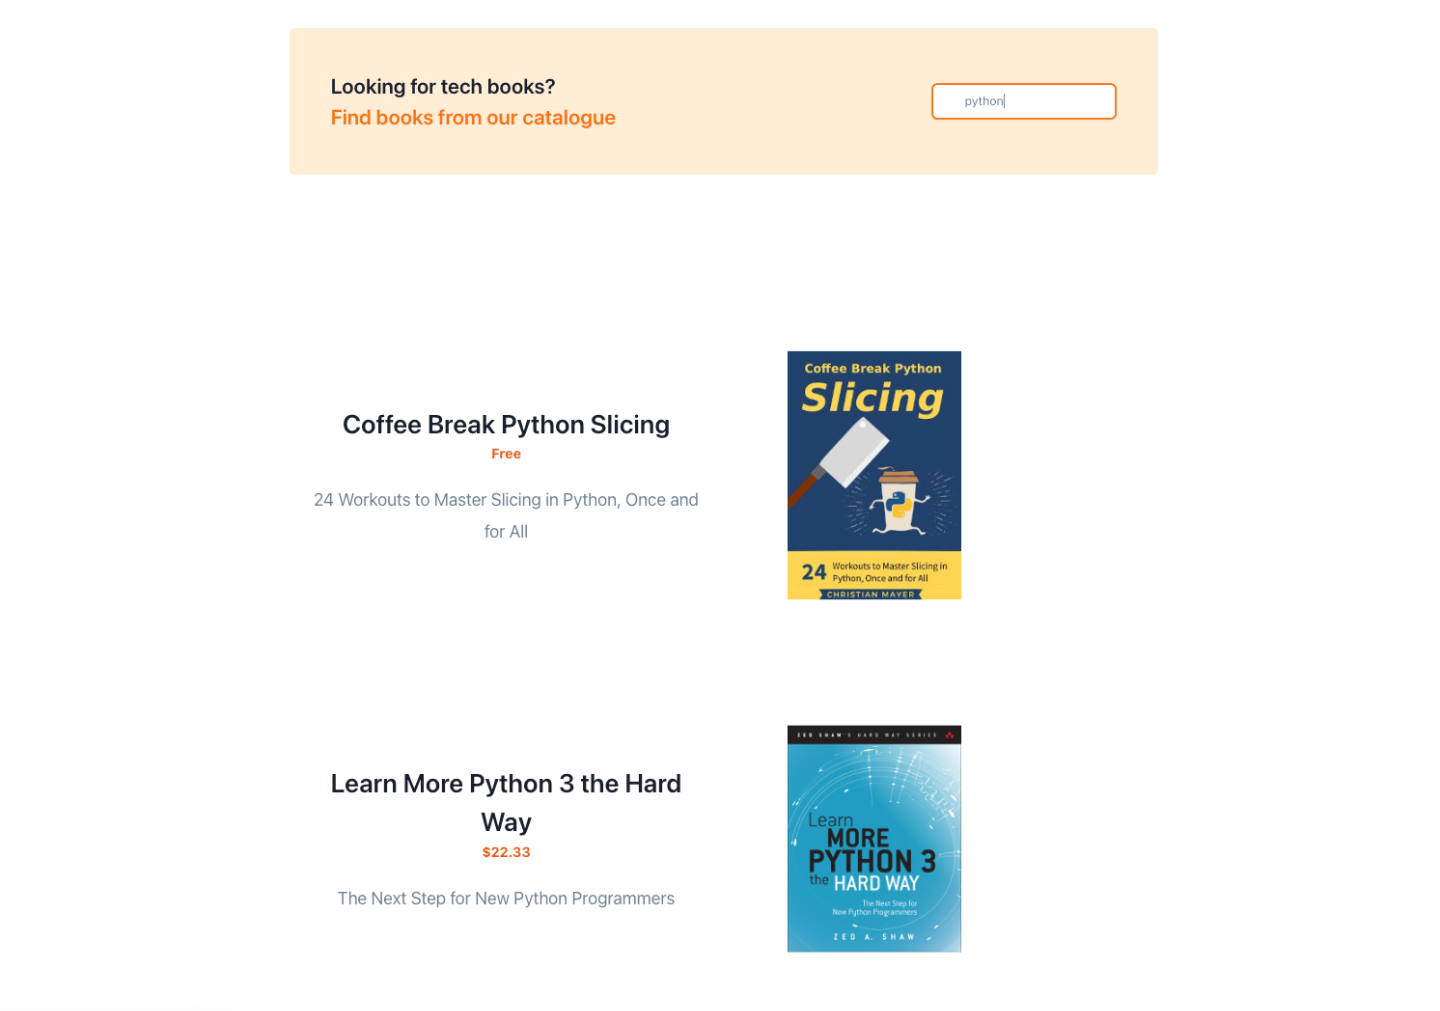 Looking for tech books?
Find books from our catalogue
python
Coffee Break Python Slicing
Free
24 Workouts to Master Slicing in Python, Once and
for All
Coffee Break Python
Slicing
24
Workouts to Master Slicing in
Python, Once and for All
CHRISTIAN MAYER
Learn More Python 3 the Hard
Way
$22.33
The Next Step for New Python Programmers
ZED SHAW'S HARD WAY SERIES
Learn
MORE
PYTHON 3
the HARD WAY
The Next Step for
New Python Programmers
ZED A. SHAW